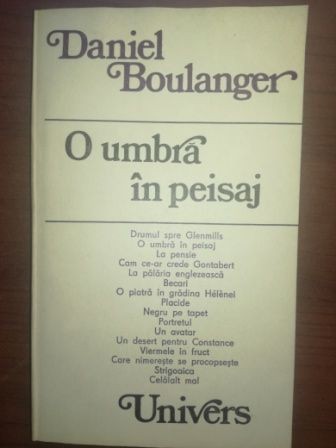 Daniel
Boulanger
O umbră
în peisaj
Drumul spre Glenmills
O umbră în peisaj
La pensie
Cam ce-ar crede Gontabert
La pălăria englezească
Becari
O piatră în grădina Hélènei
Placide
Negru pe tapet
Portretul
Un avatar
Un desert pentru Constance
Viermele în fruct
Care nimerește se procopsește
Strigoaica
Celălalt mal
Univers